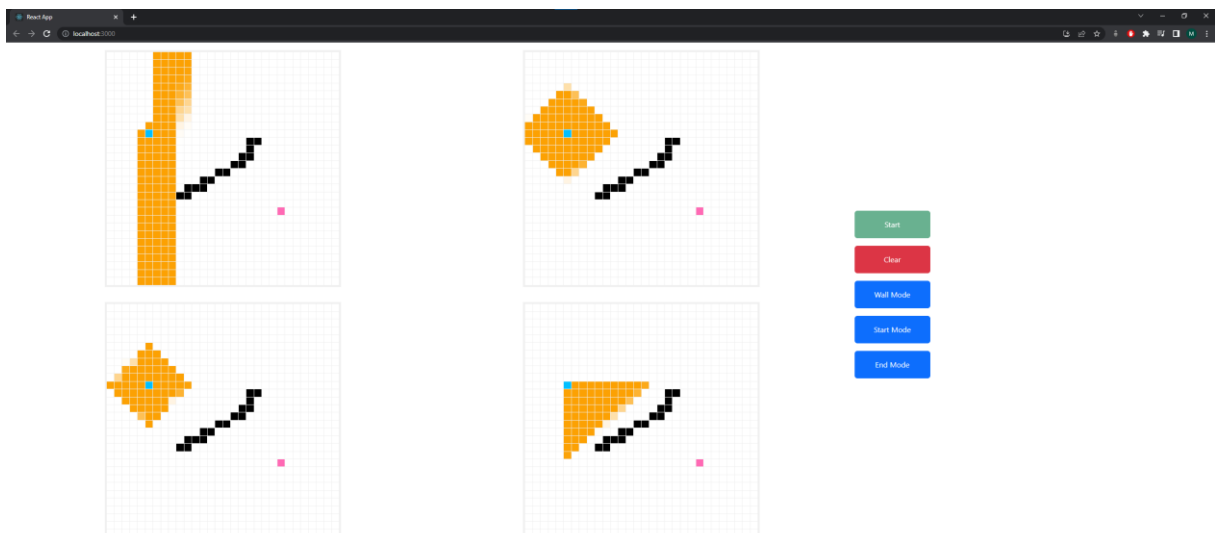 React App
localhost:3000
M
Start
Clear
Wall Mode
Start Mode
End Mode